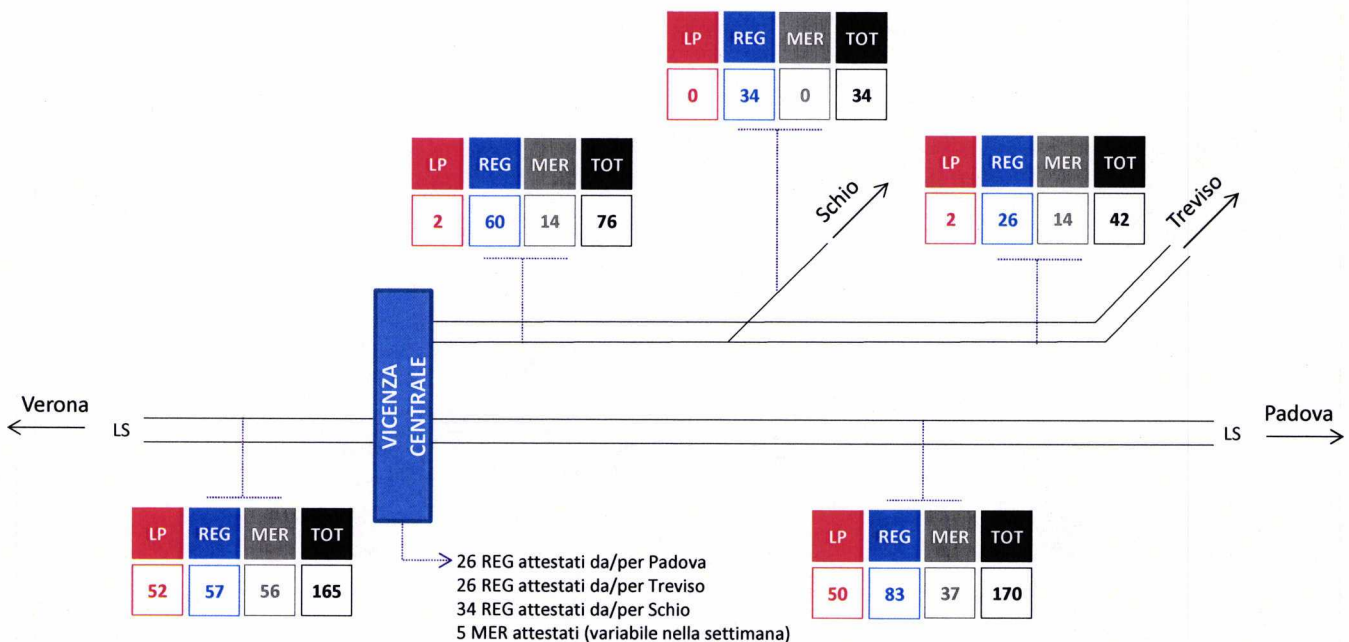 LP REG MER TOT
0 34 0 34
LP REG MER TOT
2 60 14 76
LP REG MER TOT
2 26 14 42
Schio
Treviso
VICENZA
CENTRALE
Verona
LS
LS
Padova
LP REG MER TOT
52 57 56 165
LP REG MER TOT
50 83 37 170
26 REG attestati da/per Padova
26 REG attestati da/per Treviso
34 REG attestati da/per Schio
5 MER attestati (variabile nella settimana)